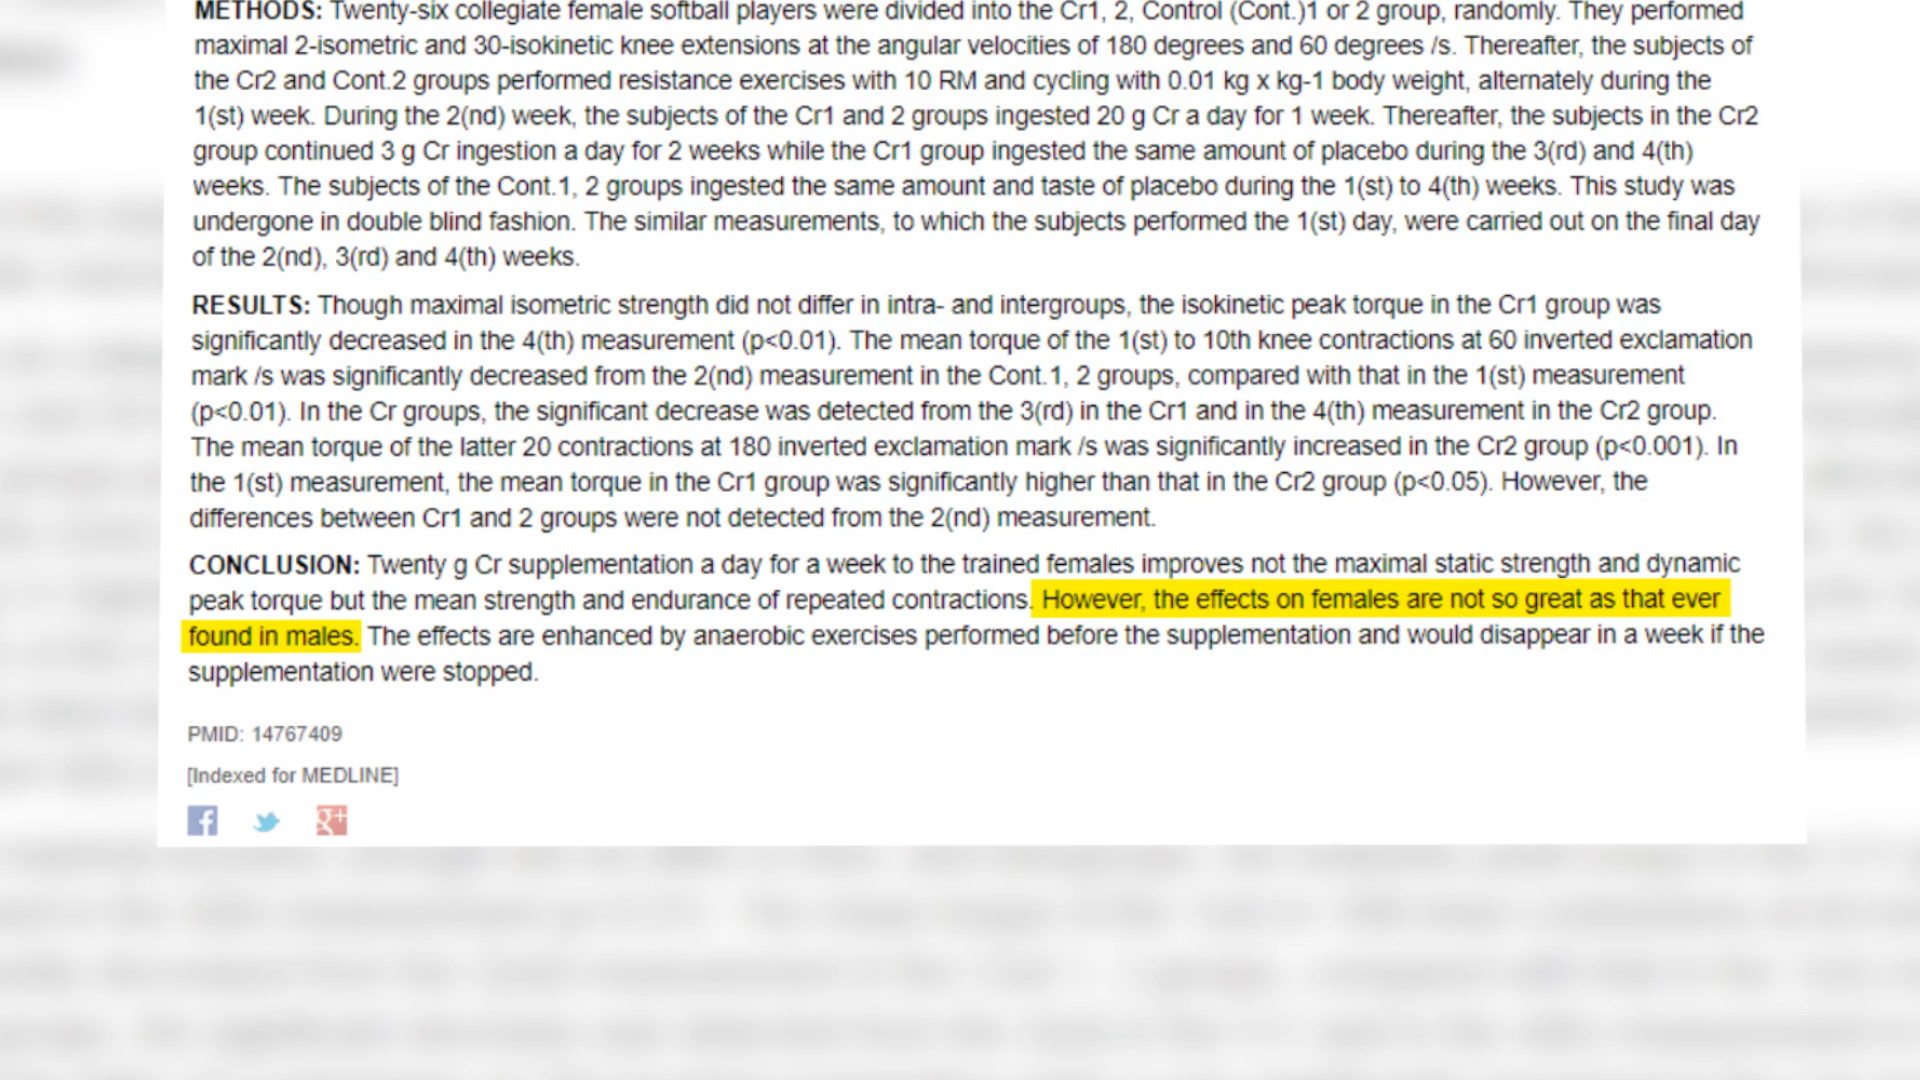 METHODS: Twenty-six collegiate female softball players were divided into the Cr1, 2, Control (Cont.)1 or 2 group, randomly. They performed
maximal 2-isometric and 30-isokinetic knee extensions at the angular velocities of 180 degrees and 60 degrees /s. Thereafter, the subjects of
the Cr2 and Cont.2 groups performed resistance exercises with 10 RM and cycling with 0.01 kg x kg-1 body weight, alternately during the
1(st) week. During the 2(nd) week, the subjects of the Cr1 and 2 groups ingested 20 g Cr a day for 1 week. Thereafter, the subjects in the Cr2
group continued 3 g Cr ingestion a day for 2 weeks while the Cr1 group ingested the same amount of placebo during the 3(rd) and 4(th)
weeks. The subjects of the Cont.1, 2 groups ingested the same amount and taste of placebo during the 1(st) to 4(th) weeks. This study was
undergone in double blind fashion. The similar measurements, to which the subjects performed the 1(st) day, were carried out on the final day
of the 2(nd), 3(rd) and 4(th) weeks.
RESULTS: Though maximal isometric strength did not differ in intra- and intergroups, the isokinetic peak torque in the Cr1 group was
significantly decreased in the 4(th) measurement (p<0.01). The mean torque of the 1(st) to 10th knee contractions at 60 inverted exclamation
mark /s was significantly decreased from the 2(nd) measurement in the Cont.1, 2 groups, compared with that in the 1(st) measurement
(p<0.01). In the Cr groups, the significant decrease was detected from the 3(rd) in the Cr1 and in the 4(th) measurement in the Cr2 group.
The mean torque of the latter 20 contractions at 180 inverted exclamation mark /s was significantly increased in the Cr2 group (p<0.001). In
the 1(st) measurement, the mean torque in the Cr1 group was significantly higher than that in the Cr2 group (p<0.05). However, the
differences between Cr1 and 2 groups were not detected from the 2(nd) measurement.
CONCLUSION: Twenty g Cr supplementation a day for a week to the trained females improves not the maximal static strength and dynamic
peak torque but the mean strength and endurance of repeated contractions. However, the effects on females are not so great as that ever
found in males. The effects are enhanced by anaerobic exercises performed before the supplementation and would disappear in a week if the
supplementation were stopped.
PMID: 14767409
[Indexed for MEDLINE]
f g+